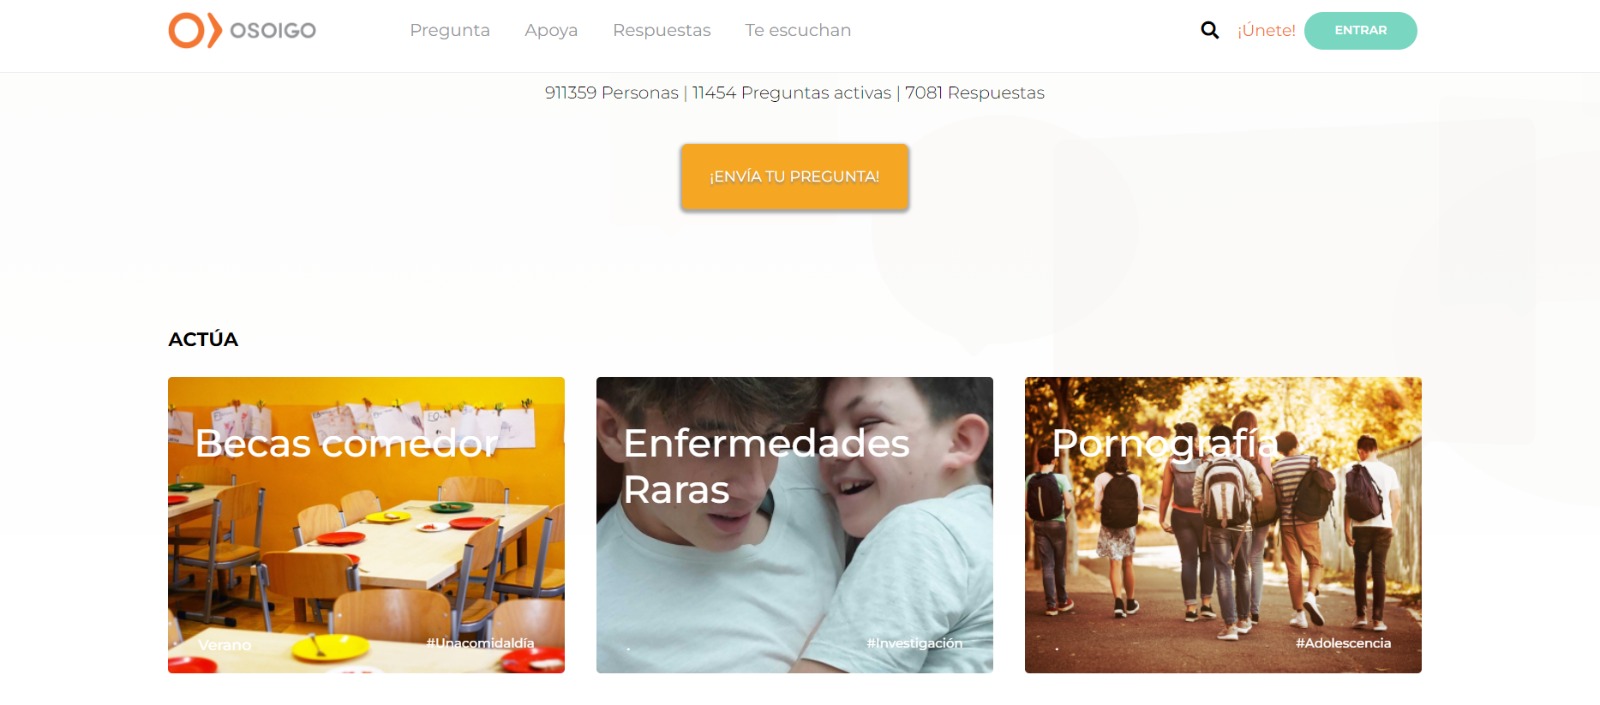 OSOIGO
Pregunta Apoya Respuestas Te escuchan
¡Únete! ENTRAR
911359 Personas | 11454 Preguntas activas | 7081 Respuestas
¡ENVÍA TU PREGUNTA!
ACTÚA
Becas comedor
Verano #Unacomidaldía
Enfermedades
Raras
#Investigación
Pornografía
#Adolescencia